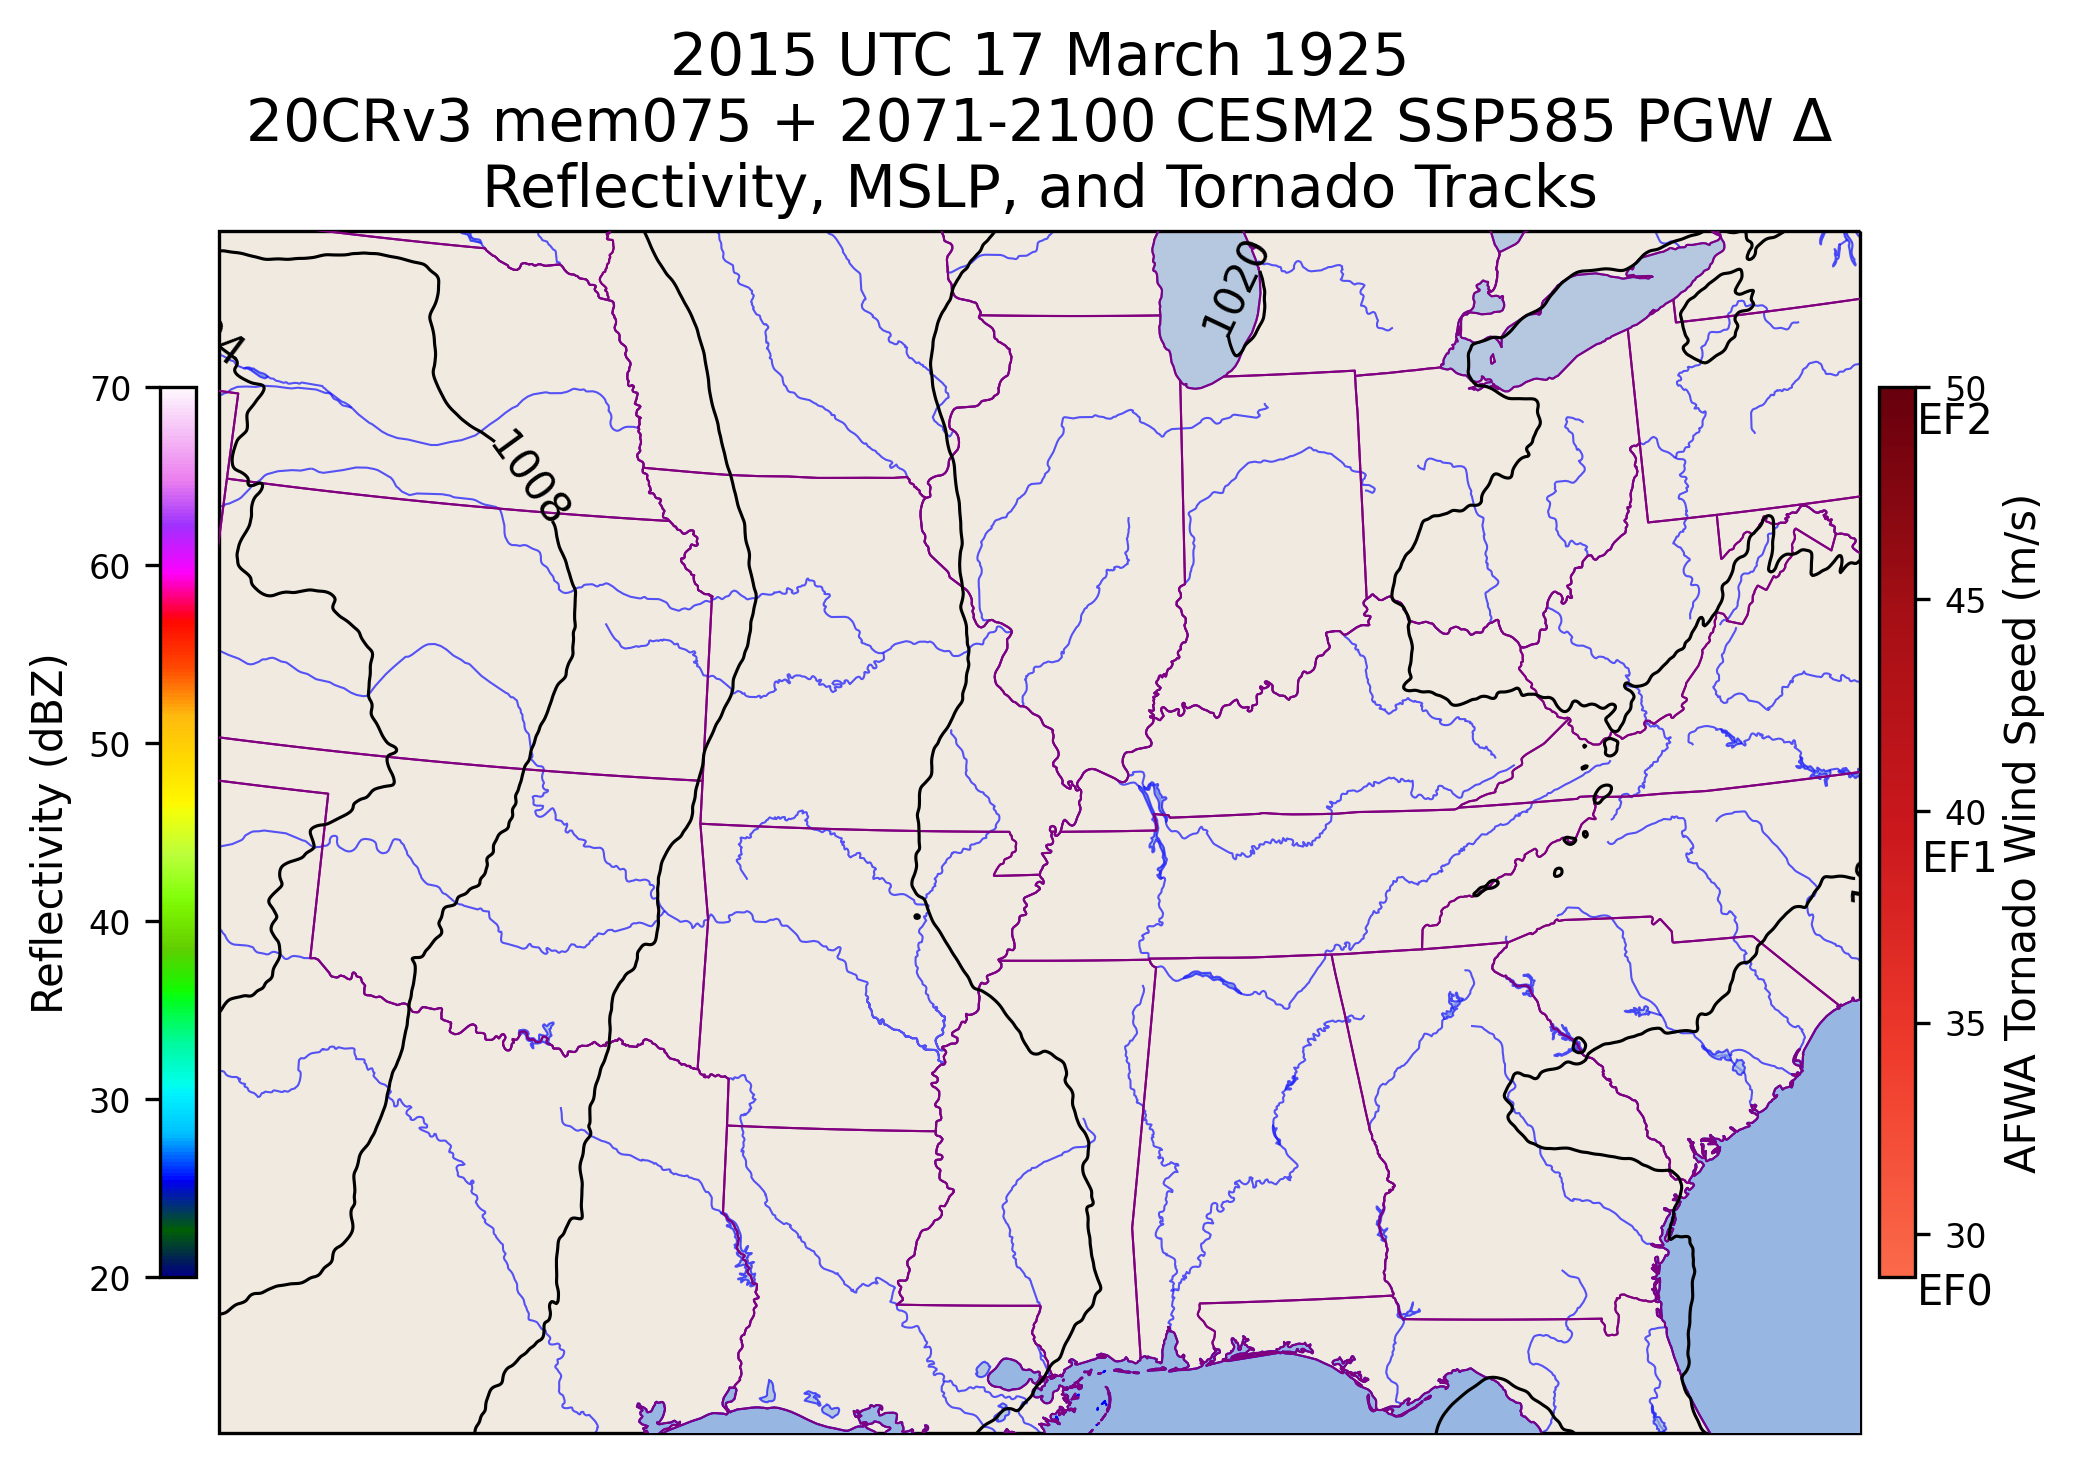 2015 UTC 17 March 1925
20CRv3 mem075 + 2071-2100 CESM2 SSP585 PGW Δ
Reflectivity, MSLP, and Tornado Tracks
1020
4
1008
70
60
50
40
30
20
Reflectivity (dBZ)
50
EF2
45
40
EF1
35
30
EF0
AFWA Tornado Wind Speed (m/s)